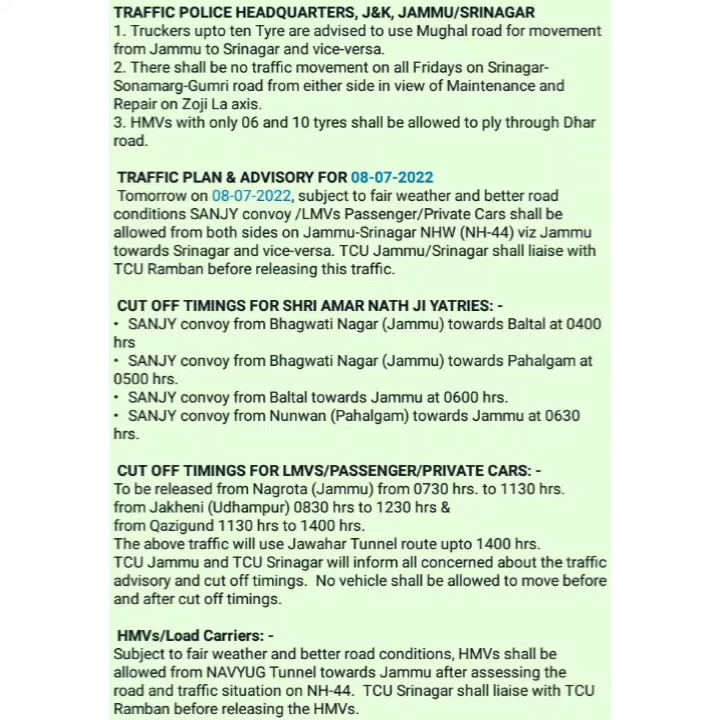 TRAFFIC POLICE HEADQUARTERS, J&K, JAMMU/SRINAGAR
1. Truckers upto ten Tyre are advised to use Mughal road for movement
from Jammu to Srinagar and vice-versa.
2. There shall be no traffic movement on all Fridays on Srinagar-
Sonamarg-Gumri road from either side in view of Maintenance and
Repair on Zoji La axis.
3. HMVs with only 06 and 10 tyres shall be allowed to ply through Dhar
road.
TRAFFIC PLAN & ADVISORY FOR 08-07-2022
Tomorrow on 08-07-2022, subject to fair weather and better road
conditions SANJY convoy /LMVs Passenger/Private Cars shall be
allowed from both sides on Jammu-Srinagar NHW (NH-44) viz Jammu
towards Srinagar and vice-versa. TCU Jammu/Srinagar shall liaise with
TCU Ramban before releasing this traffic.
CUT OFF TIMINGS FOR SHRI AMAR NATH JI YATRIES: -
• SANJY convoy from Bhagwati Nagar (Jammu) towards Baltal at 0400
hrs
• SANJY convoy from Bhagwati Nagar (Jammu) towards Pahalgam at
0500 hrs.
• SANJY convoy from Baltal towards Jammu at 0600 hrs.
• SANJY convoy from Nunwan (Pahalgam) towards Jammu at 0630
hrs.
CUT OFF TIMINGS FOR LMVS/PASSENGER/PRIVATE CARS: -
To be released from Nagrota (Jammu) from 0730 hrs. to 1130 hrs.
from Jakheni (Udhampur) 0830 hrs to 1230 hrs &
from Qazigund 1130 hrs to 1400 hrs.
The above traffic will use Jawahar Tunnel route upto 1400 hrs.
TCU Jammu and TCU Srinagar will inform all concerned about the traffic
advisory and cut off timings. No vehicle shall be allowed to move before
and after cut off timings.
HMVs/Load Carriers: -
Subject to fair weather and better road conditions, HMVs shall be
allowed from NAVYUG Tunnel towards Jammu after assessing the
road and traffic situation on NH-44. TCU Srinagar shall liaise with TCU
Ramban before releasing the HMVs.